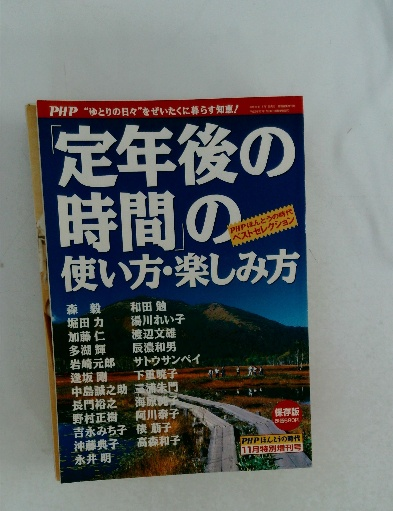 PHP "ゆとりの日々"をぜいたくに暮らす知恵!
「定年後の
時間」の
PHPほんとうの時代
ベストセレクション
使い方・楽しみ方
森 毅
堀田 力
加藤 仁
多湖 輝
岩崎元郎
逢坂 剛
中島誠之助
長門裕之
野村正樹
吉永みち子
沖藤典子
永井 明
和田 勉
湯川れい子
渡辺文雄
辰濃和男
サトウサンペイ
下重暁子
三浦朱門
阿川泰子
高森和子
保存版
PHPほんとうの時代
11月特別増刊号